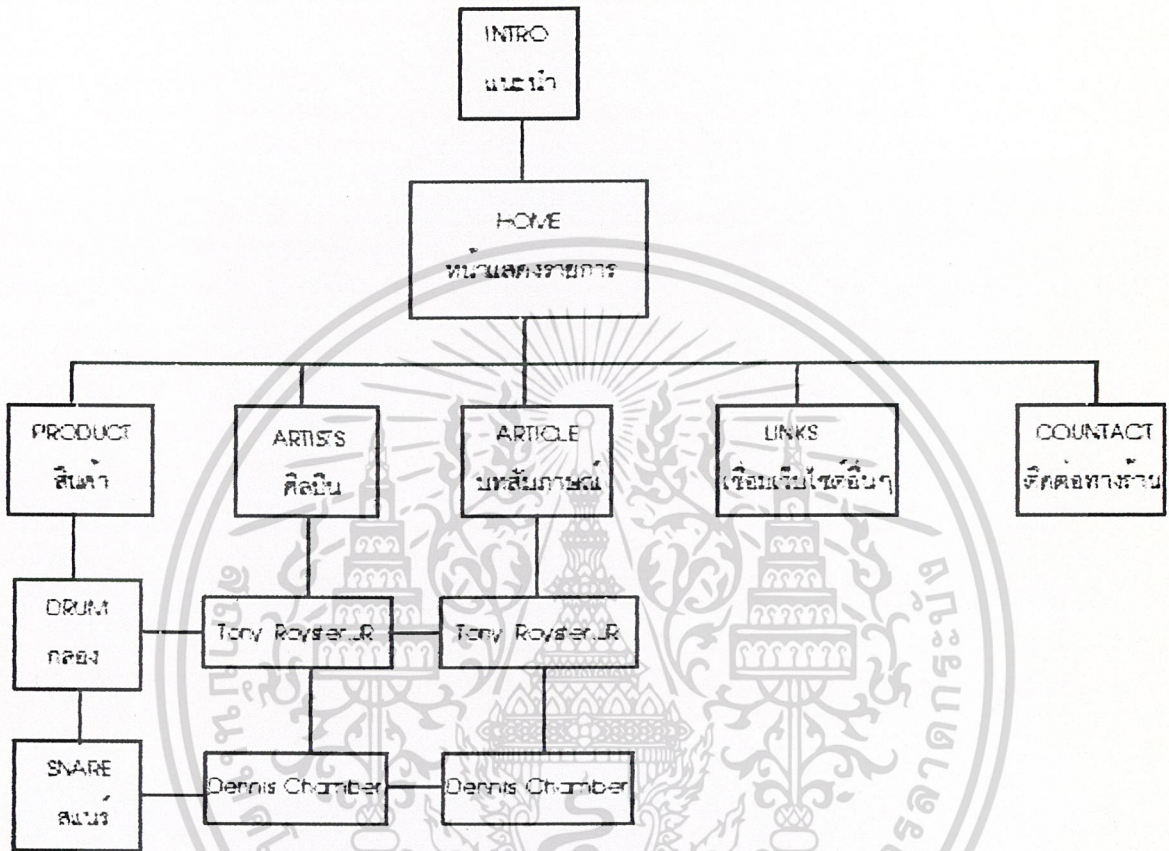 INTRO
แนะนำ
HOME
หน้าแสดงรายการ
PRODUCT
สินค้า
ARTISTS
ศิลปิน
ARTICLE
บทสัมภาษณ์
LINKS
เชื่อมเว็บไซต์อื่นๆ
COUNTACT
ติดต่อทางร้าน
DRUM
กลอง
Tony Royster.JR
Tony Royster.JR
SNARE
สแนร์
Dennis Chamber
Dennis Chamber